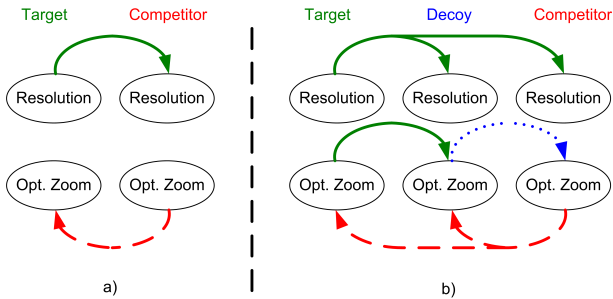 Target Competitor
Resolution Resolution
Opt. Zoom Opt. Zoom
a)
Target Decoy Competitor
Resolution Resolution Resolution
Opt. Zoom Opt. Zoom Opt. Zoom
b)